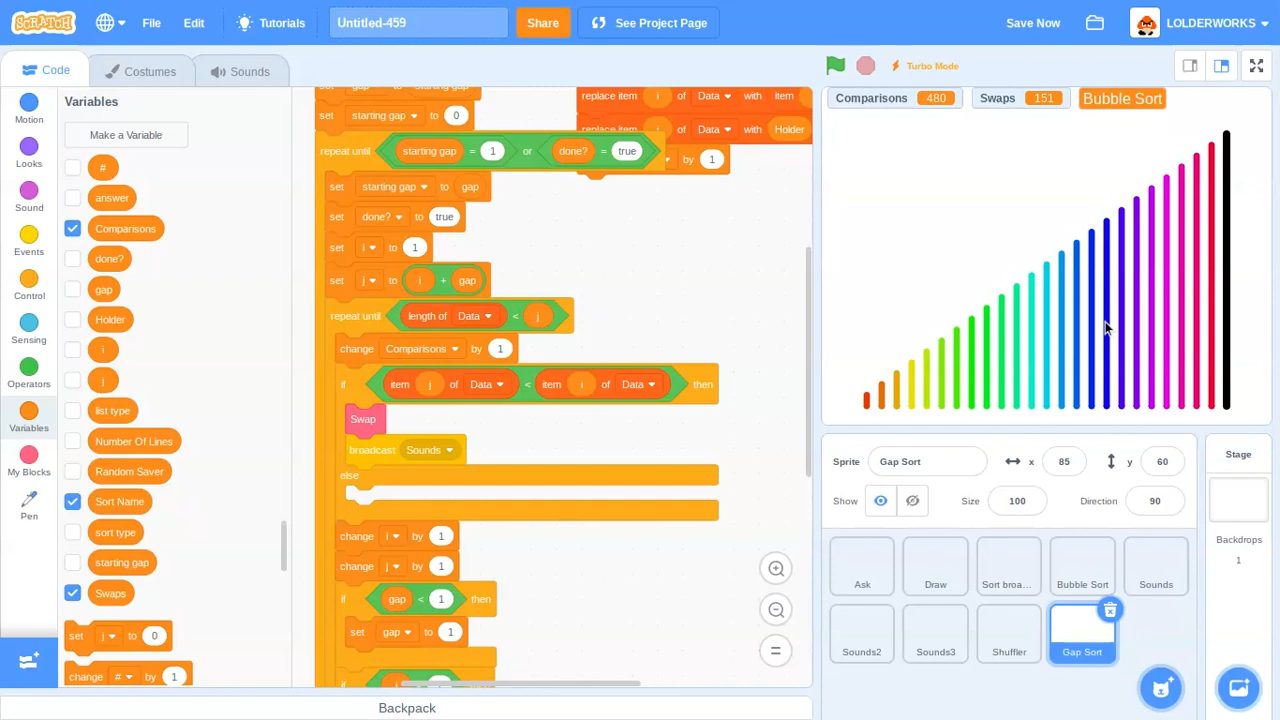 SCRATCH File Edit Tutorials Untitled-459 Share See Project Page Save Now LOLDERWORKS
Code Costumes Sounds
Turbo Mode
Motion
Looks
Sound
Events
Control
Sensing
Operators
Variables
My Blocks
Pen
Variables
Make a Variable
#
answer
Comparisons
done?
gap
Holder
i
j
list type
Number Of Lines
Random Saver
Sort Name
sort type
starting gap
Swaps
set j to 0
change # by 1
set starting gap to 0
repeat until starting gap = 1 or done? = true
set starting gap to gap
set done? to true
set i to 1
set j to i + gap
repeat until length of Data < j
change Comparisons by 1
if item j of Data < item i of Data then
Swap
broadcast Sounds
else
change i by 1
change j by 1
if gap < 1 then
set gap to 1
if
replace item i of Data with item
replace item i of Data with Holder
by 1
Comparisons 480 Swaps 151 Bubble Sort
Sprite Gap Sort x 85 y 60
Show Size 100 Direction 90
Ask Draw Sort broa... Bubble Sort Sounds
Sounds2 Sounds3 Shuffler Gap Sort
Stage
Backdrops
1
Backpack